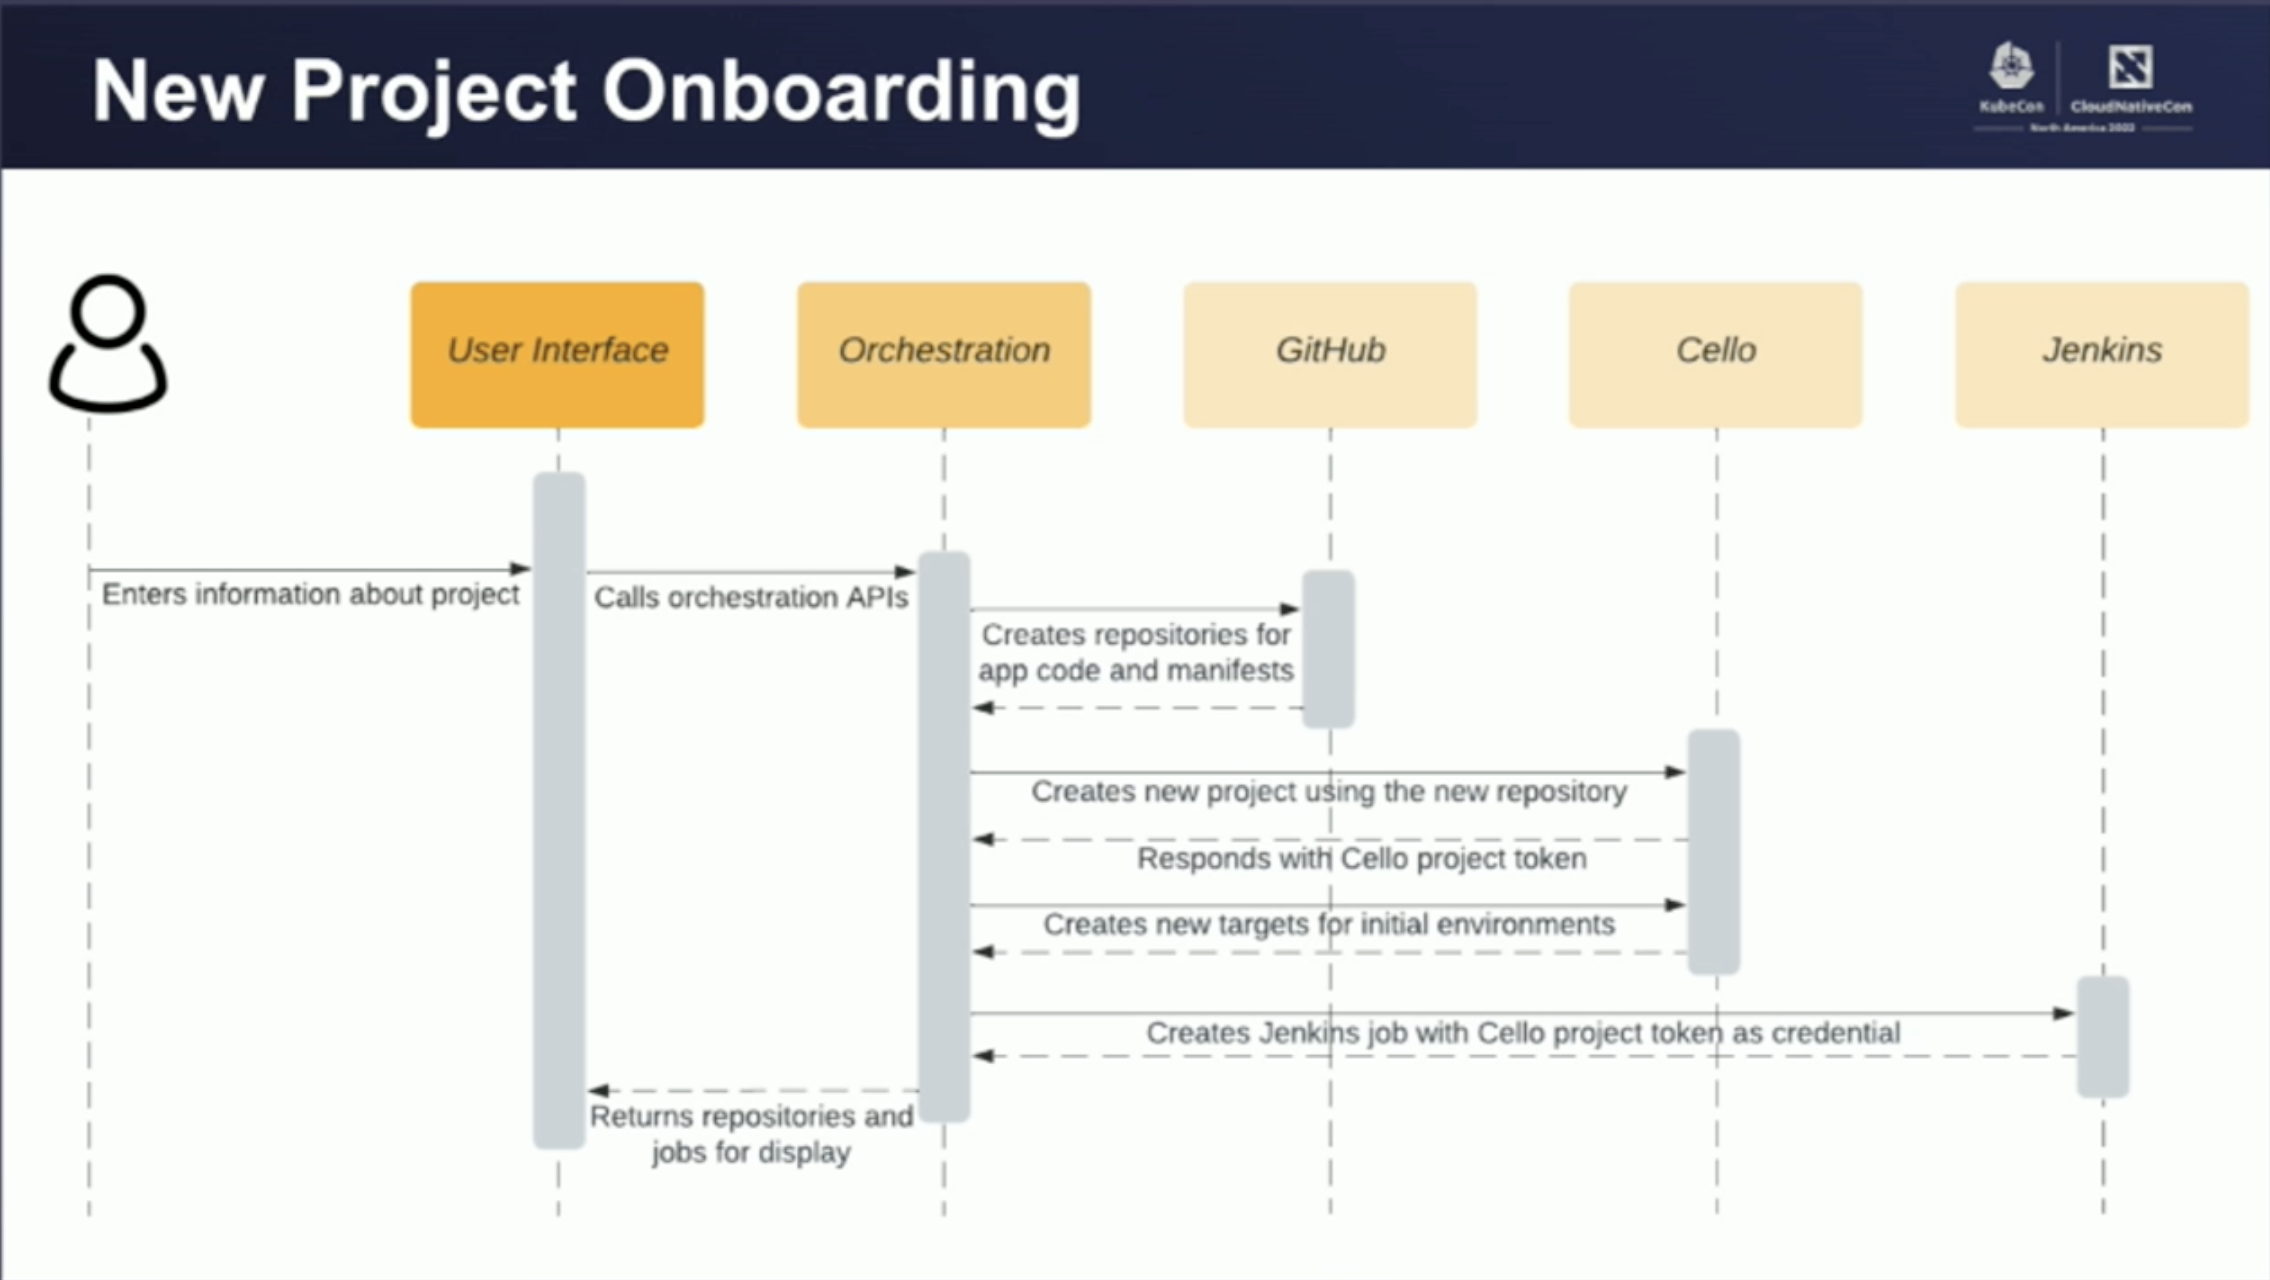 New Project Onboarding
KubeCon
CloudNativeCon
North America 2022
User Interface
Orchestration
GitHub
Cello
Jenkins
Enters information about project
Calls orchestration APIs
Creates repositories for
app code and manifests
Creates new project using the new repository
Responds with Cello project token
Creates new targets for initial environments
Creates Jenkins job with Cello project token as credential
Returns repositories and
jobs for display